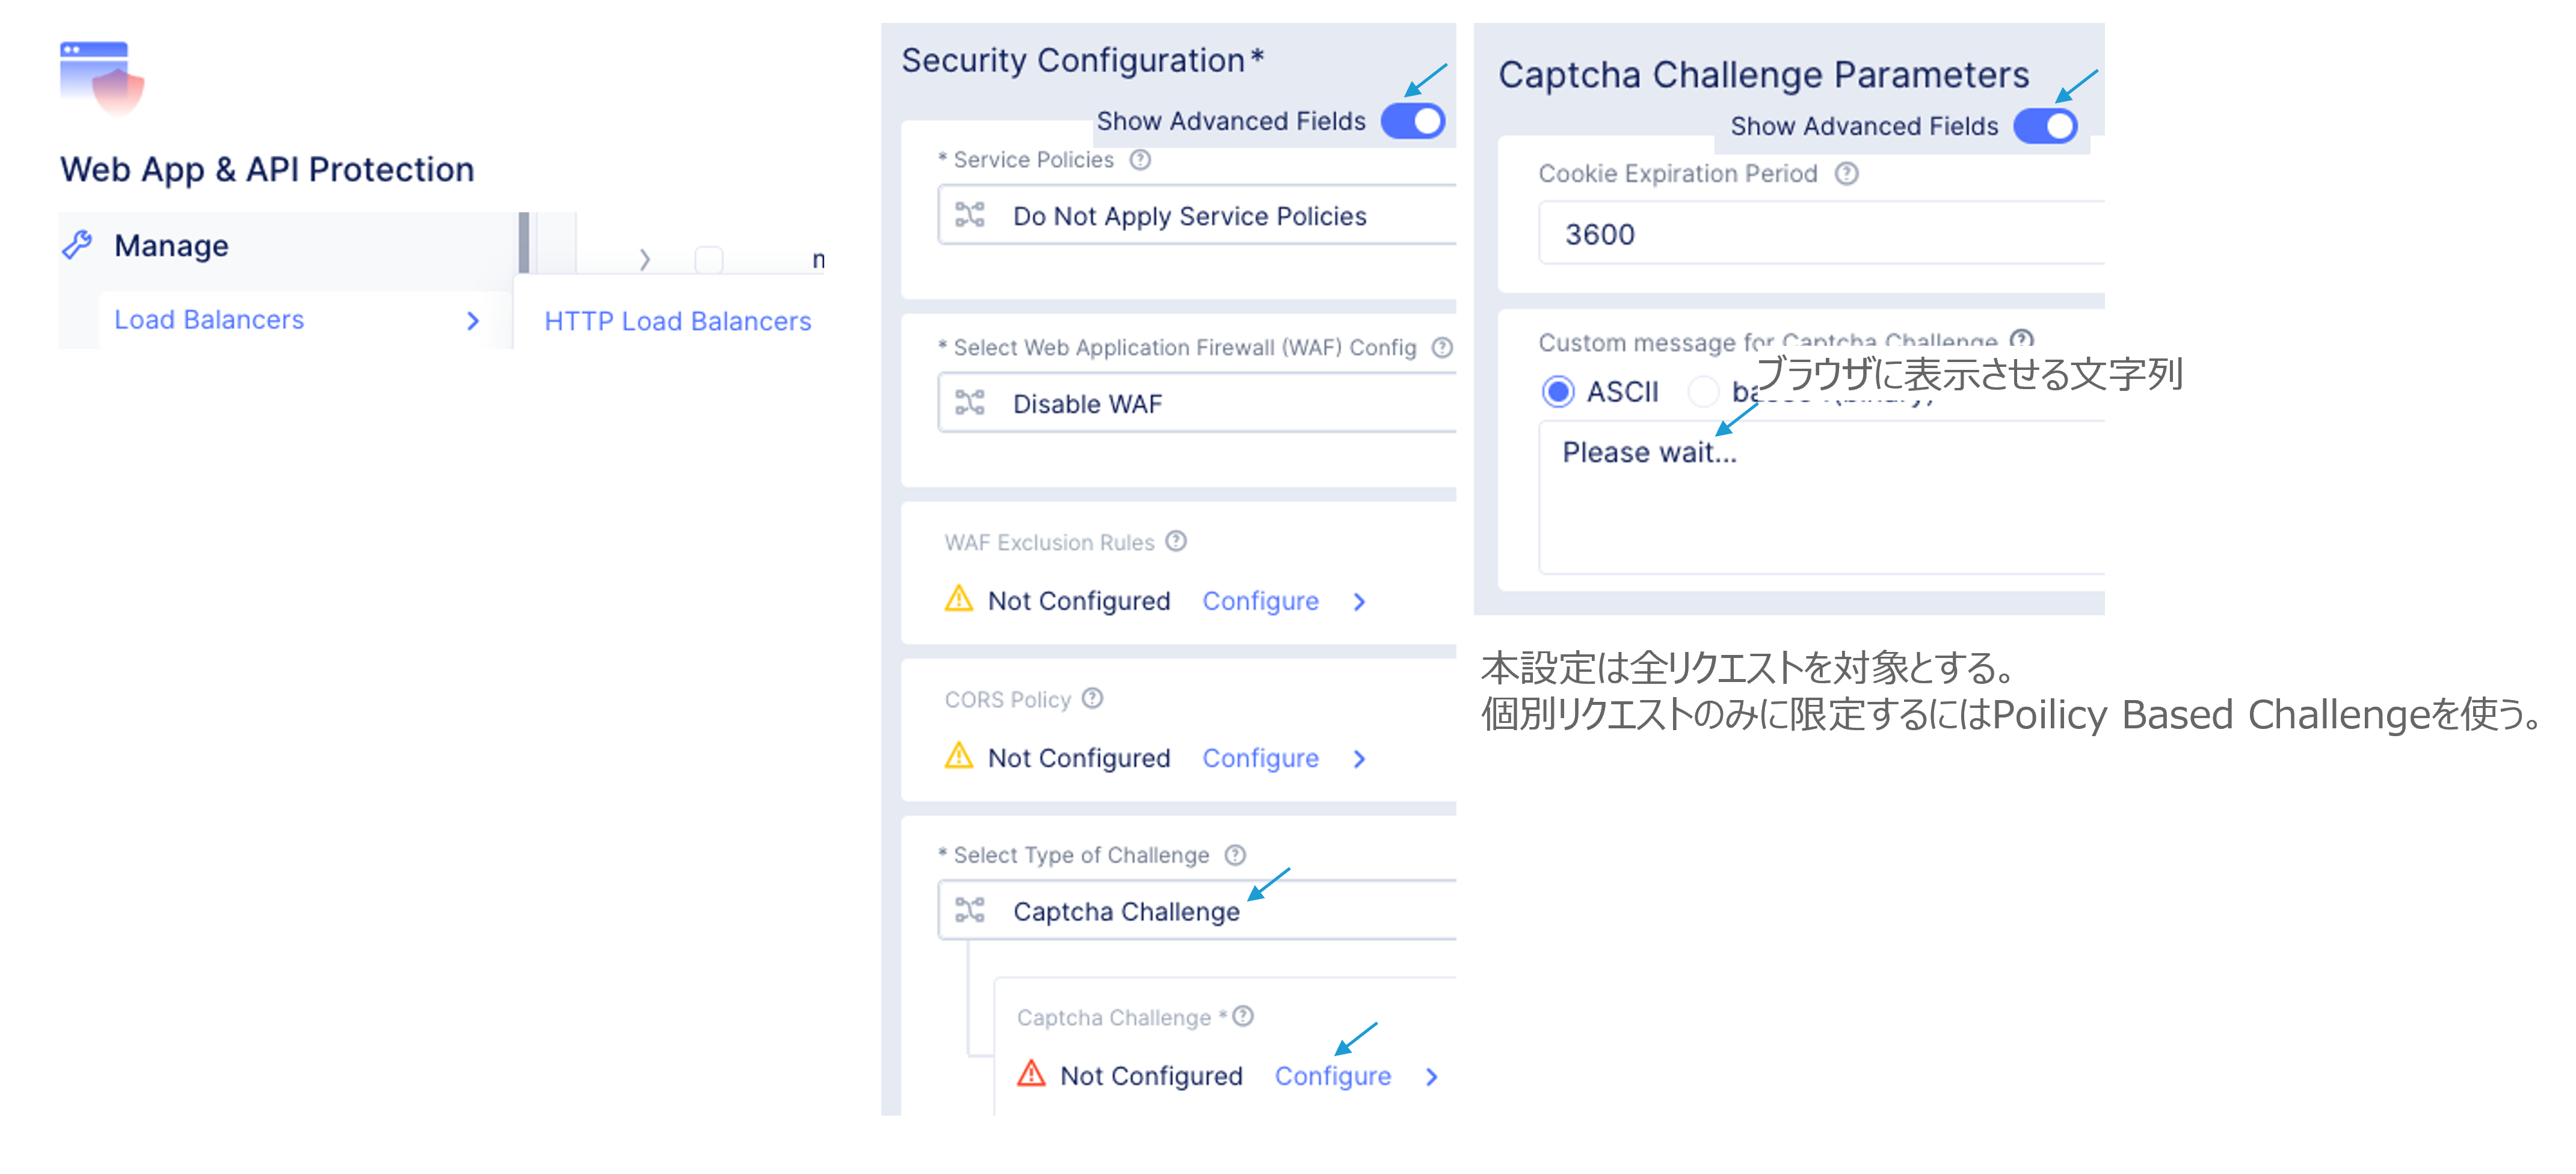 Web App & API Protection
Manage
Load Balancers
HTTP Load Balancers
Security Configuration*
Show Advanced Fields
* Service Policies
Do Not Apply Service Policies
* Select Web Application Firewall (WAF) Config
Disable WAF
WAF Exclusion Rules
Not Configured Configure
CORS Policy
Not Configured Configure
* Select Type of Challenge
Captcha Challenge
Captcha Challenge *
Not Configured Configure
Captcha Challenge Parameters
Show Advanced Fields
Cookie Expiration Period
3600
Custom message for Captcha Challenge
ブラウザに表示させる文字列
ASCII
Please wait...
本設定は全リクエストを対象とする。
個別リクエストのみに限定するにはPoilicy Based Challengeを使う。